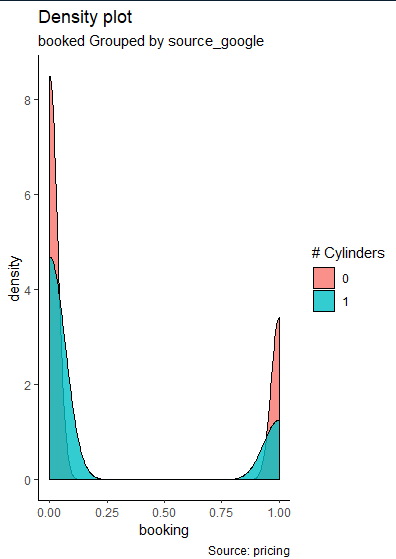 Density plot
booked Grouped by source_google
8
6
4
2
0
density
0.00 0.25 0.50 0.75 1.00
booking
# Cylinders
0
1
Source: pricing